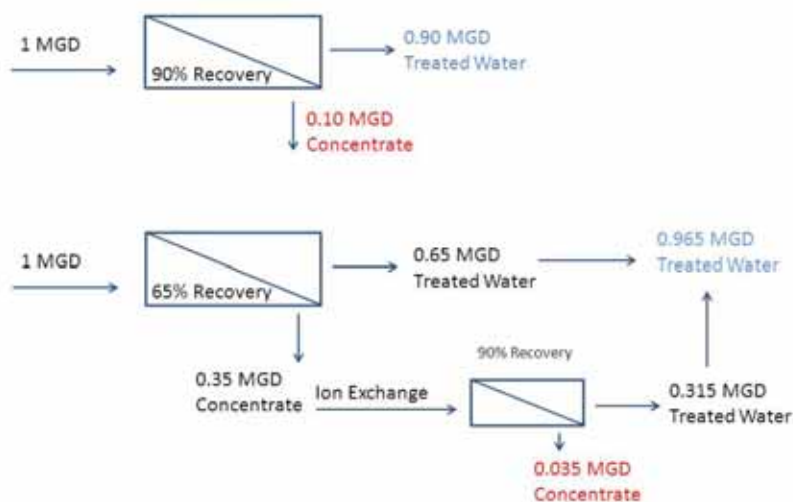 1 MGD
90% Recovery
0.90 MGD
Treated Water
0.10 MGD
Concentrate
1 MGD
65% Recovery
0.65 MGD
Treated Water
0.965 MGD
Treated Water
0.35 MGD
Concentrate
Ion Exchange
90% Recovery
0.315 MGD
Treated Water
0.035 MGD
Concentrate